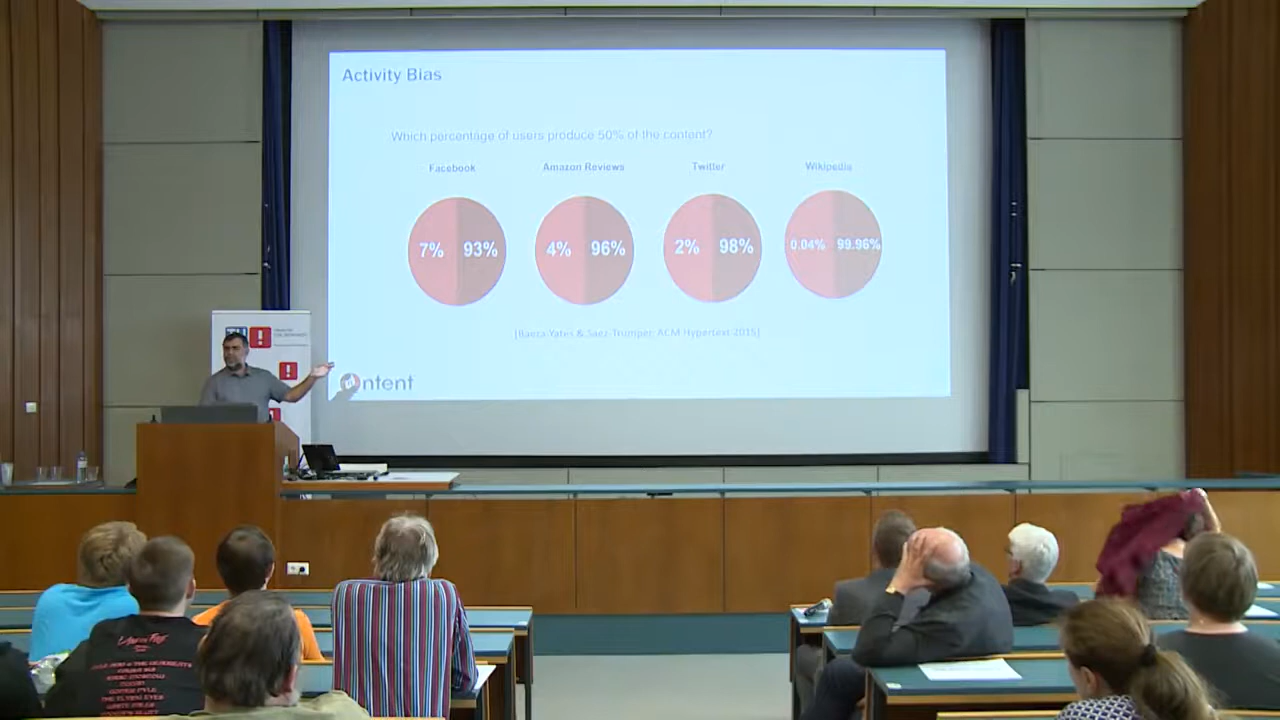 Activity Bias
Which percentage of users produce 50% of the content?
Facebook
Amazon Reviews
Twitter
Wikipedia
7% 93%
4% 96%
2% 98%
0.04% 99.96%
[Baeza-Yates & Saez-Trumper, ACM Hypertext 2015]
ntent
TU
!
!